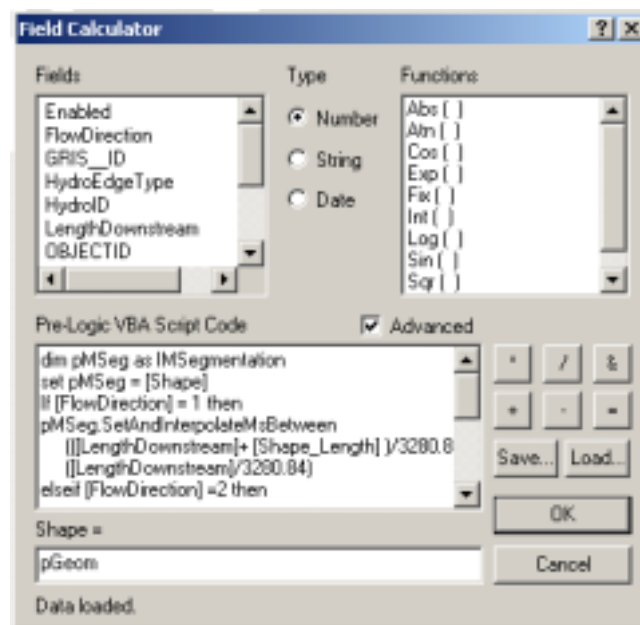 Field Calculator
? ×
Fields
Type
Functions
Enabled
FlowDirection
GRIS__ID
HydroEdgeType
HydroID
LengthDownstream
OBJECTID
Number
String
Date
Abs ( )
Atn ( )
Cos ( )
Exp ( )
Fix ( )
Int ( )
Log ( )
Sin ( )
Sqr ( )
Pre-Logic VBA Script Code
Advanced
dim pMSeg as IMSegmentation
set pMSeg = [Shape]
If [FlowDirection] = 1 then
pMSeg.SetAndInterpolateMsBetween
(([LengthDownstream]+ [Shape_Length] )/3280.8
([LengthDownstream]/3280.84)
elseif [FlowDirection] =2 then
* / &
+ - =
Save... Load...
Shape =
pGeom
OK
Cancel
Data loaded.